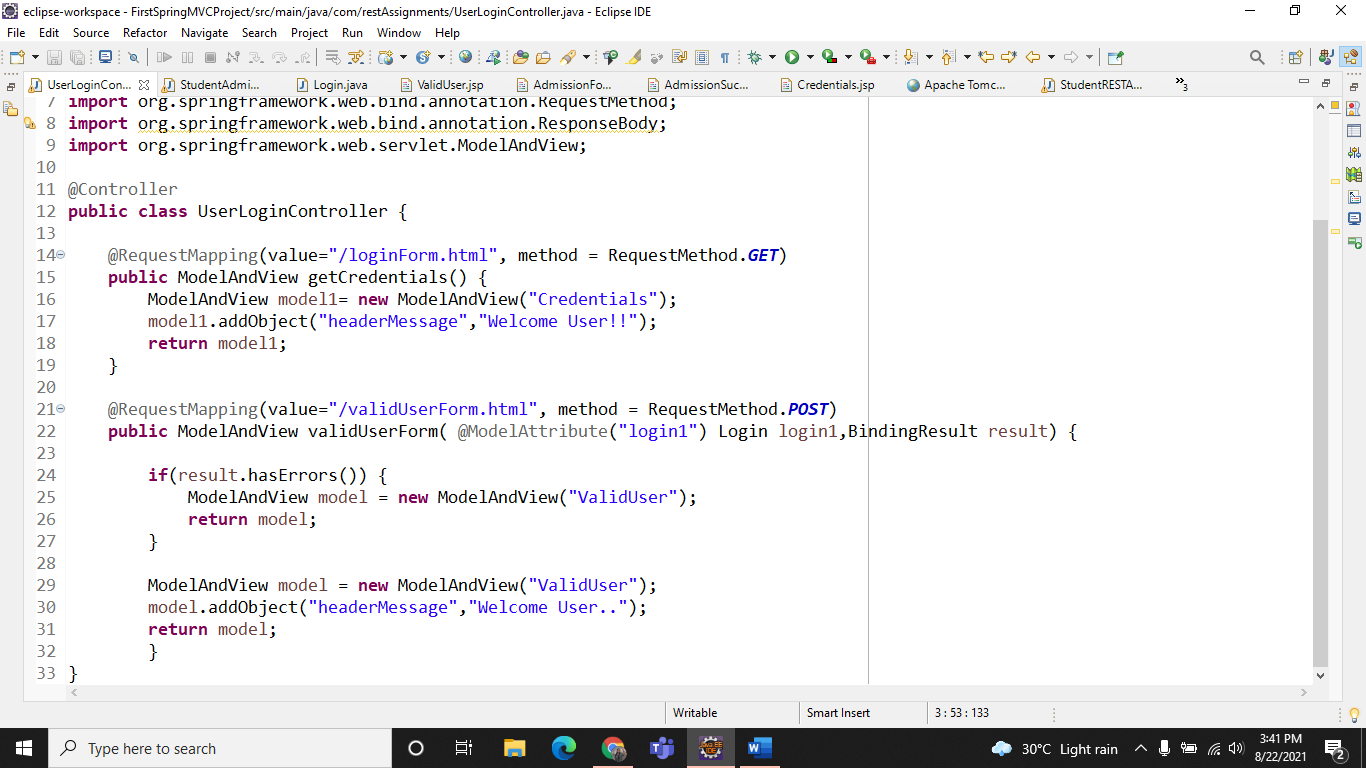 eclipse-workspace - FirstSpringMVCProject/src/main/java/com/restAssignments/UserLoginController.java - Eclipse IDE
File Edit Source Refactor Navigate Search Project Run Window Help
UserLoginCon... StudentAdmi... Login.java ValidUser.jsp AdmissionFo... AdmissionSuc... Credentials.jsp Apache Tomc... StudentRESTA... »3
7 import org.springframework.web.bind.annotation.RequestMethod;
8 import org.springframework.web.bind.annotation.ResponseBody;
9 import org.springframework.web.servlet.ModelAndView;
10
11 @Controller
12 public class UserLoginController {
13
14 @RequestMapping(value="/loginForm.html", method = RequestMethod.GET)
15 public ModelAndView getCredentials() {
16 ModelAndView model1= new ModelAndView("Credentials");
17 model1.addObject("headerMessage","Welcome User!!");
18 return model1;
19 }
20
21 @RequestMapping(value="/validUserForm.html", method = RequestMethod.POST)
22 public ModelAndView validUserForm( @ModelAttribute("login1") Login login1,BindingResult result) {
23
24 if(result.hasErrors()) {
25 ModelAndView model = new ModelAndView("ValidUser");
26 return model;
27 }
28
29 ModelAndView model = new ModelAndView("ValidUser");
30 model.addObject("headerMessage","Welcome User..");
31 return model;
32 }
33 }
Writable Smart Insert 3 : 53 : 133
Type here to search
30°C Light rain
3:41 PM
8/22/2021
2